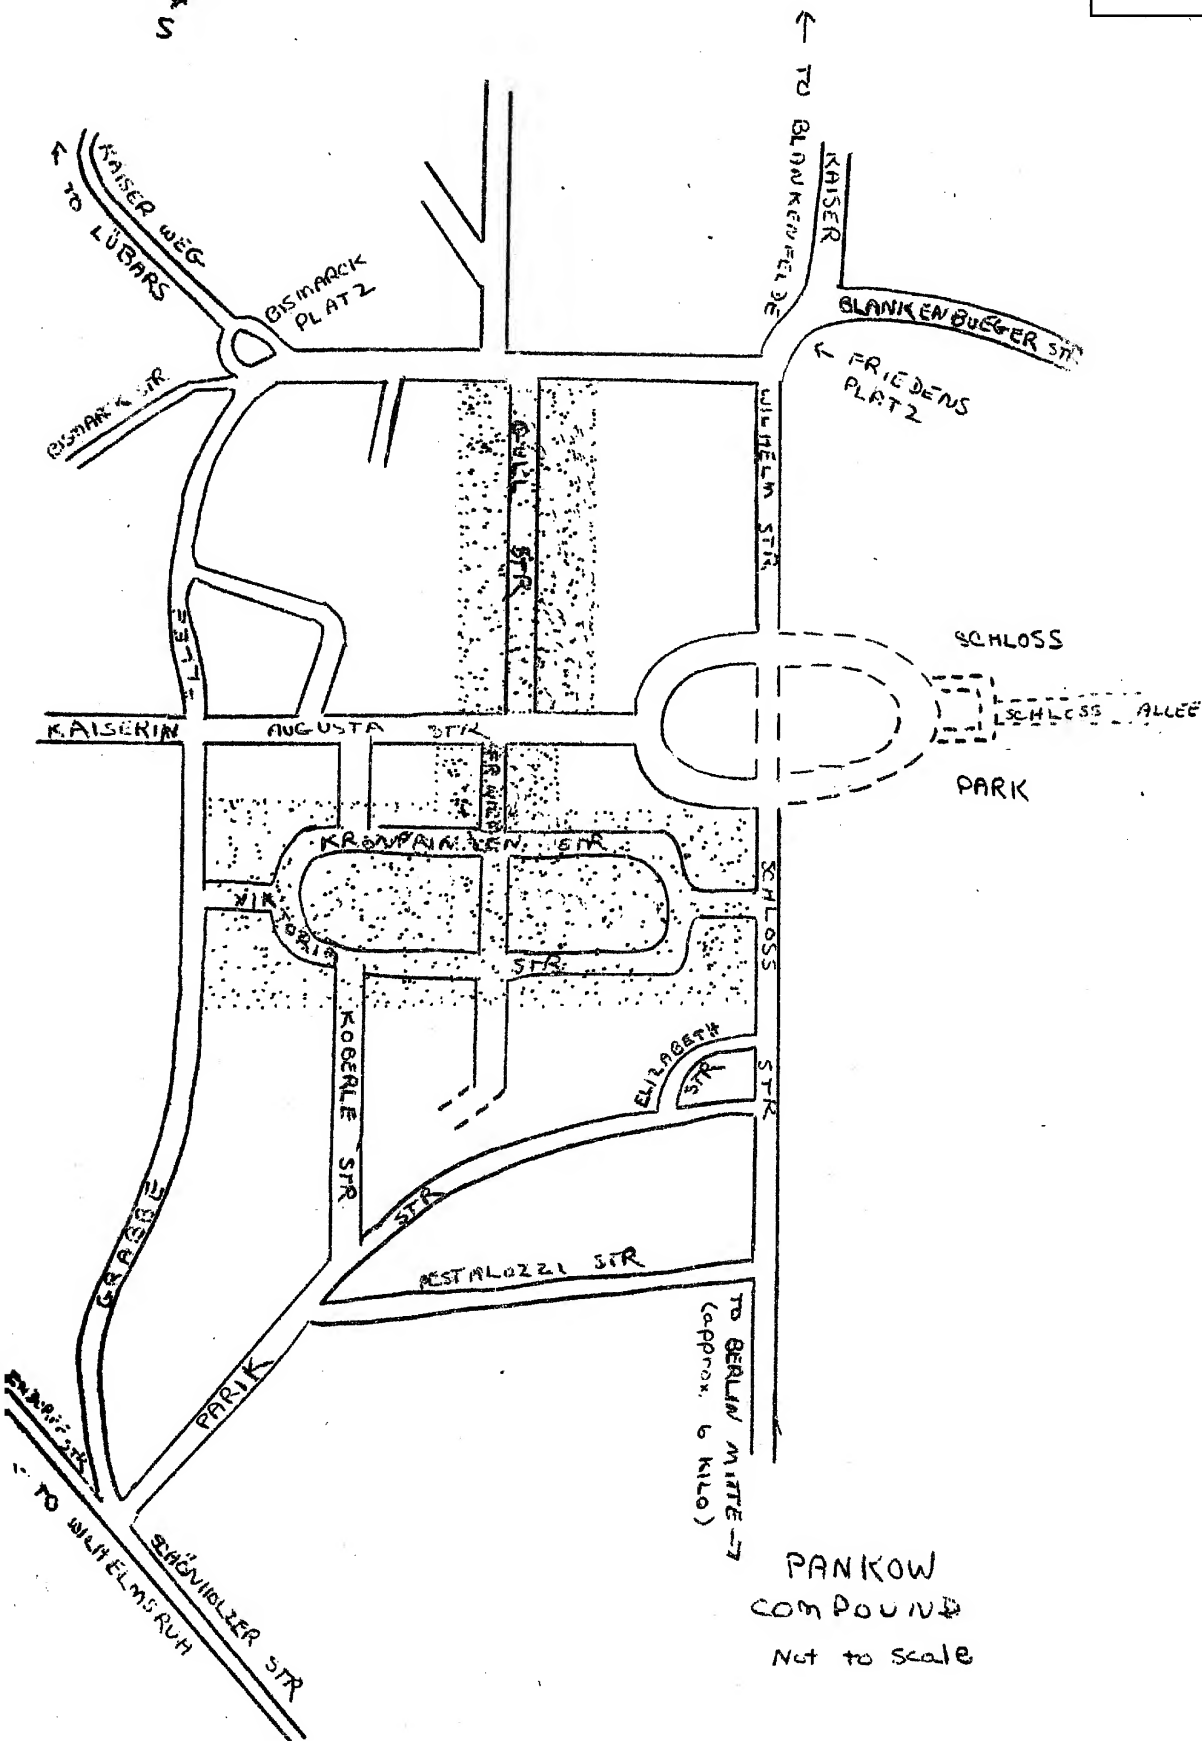 S
← TO BLANKENFELDE
KAISER
KAISER WEG
← TO LÜBARS
BISMARCK
PLATZ
BLANKENBUEGER STR
← FRIEDENS
PLATZ
BISMARCK STR
WILHELM STR
STR
SCHLOSS
SCHLOSS ALLEE
PARK
KAISERIN AUGUSTA STR
KRONPRINZEN STR
VIKTORIA STR
SCHLOSS STR
KOBERLE STR
ELIZABETH
STR
GRABBE
ALLEE
PARIK STR
PESTALOZZI STR
TO BERLIN MITTE →
(approx. 6 KILO)
TO WILHELMSRUH
SCHÖNHOLZER STR
PANKOW
COMPOUND
Not to scale